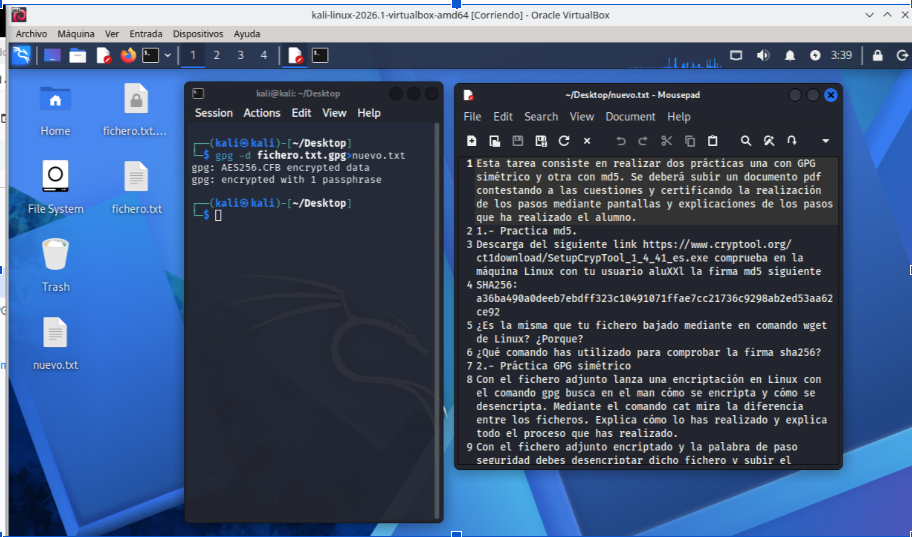 kali-linux-2026.1-virtualbox-amd64 [Corriendo] - Oracle VirtualBox
Archivo Máquina Ver Entrada Dispositivos Ayuda
1 2 3 4
3:39
Home
fichero.txt....
File System
fichero.txt
Trash
nuevo.txt
kali@kali: ~/Desktop
Session Actions Edit View Help
┌──(kali㉿kali)-[~/Desktop]
└─$ gpg -d fichero.txt.gpg>nuevo.txt
gpg: AES256.CFB encrypted data
gpg: encrypted with 1 passphrase
┌──(kali㉿kali)-[~/Desktop]
└─$
~/Desktop/nuevo.txt - Mousepad
File Edit Search View Document Help
1 Esta tarea consiste en realizar dos prácticas una con GPG
simétrico y otra con md5. Se deberá subir un documento pdf
contestando a las cuestiones y certificando la realización
de los pasos mediante pantallas y explicaciones de los pasos
que ha realizado el alumno.
2 1.- Practica md5.
3 Descarga del siguiente link https://www.cryptool.org/
ct1download/SetupCrypTool_1_4_41_es.exe comprueba en la
máquina Linux con tu usuario aluXXl la firma md5 siguiente
4 SHA256:
a36ba490a0deeb7ebdff323c10491071ffae7cc21736c9298ab2ed53aa62
ce92
5 ¿Es la misma que tu fichero bajado mediante en comando wget
de Linux? ¿Porque?
6 ¿Qué comando has utilizado para comprobar la firma sha256?
7 2.- Práctica GPG simétrico
8 Con el fichero adjunto lanza una encriptación en Linux con
el comando gpg busca en el man cómo se encripta y cómo se
desencripta. Mediante el comando cat mira la diferencia
entre los ficheros. Explica cómo lo has realizado y explica
todo el proceso que has realizado.
9 Con el fichero adjunto encriptado y la palabra de paso
seguridad debes desencriptar dicho fichero y subir el